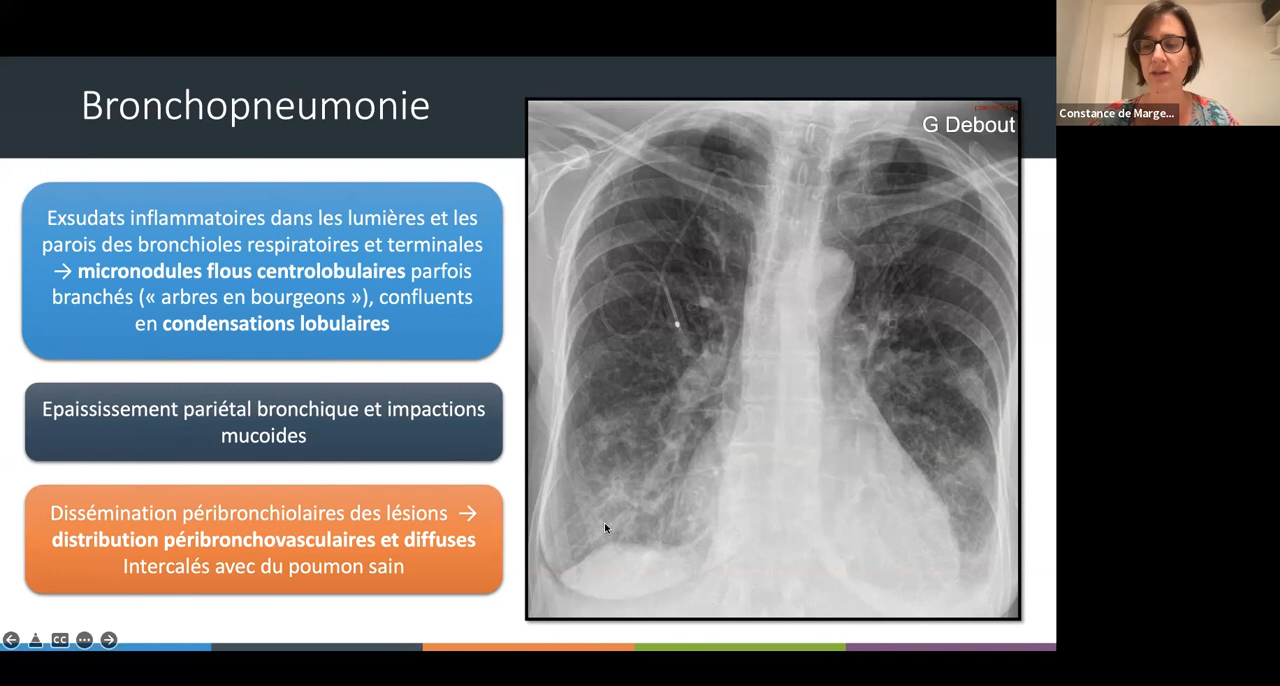 Bronchopneumonie
G Debout
Constance de Marge...
Exsudats inflammatoires dans les lumières et les
parois des bronchioles respiratoires et terminales
→ micronodules flous centrolobulaires parfois
branchés (« arbres en bourgeons »), confluents
en condensations lobulaires
Epaississement pariétal bronchique et impactions
mucoides
Dissémination péribronchiolaires des lésions →
distribution péribronchovasculaires et diffuses
Intercalés avec du poumon sain
CC